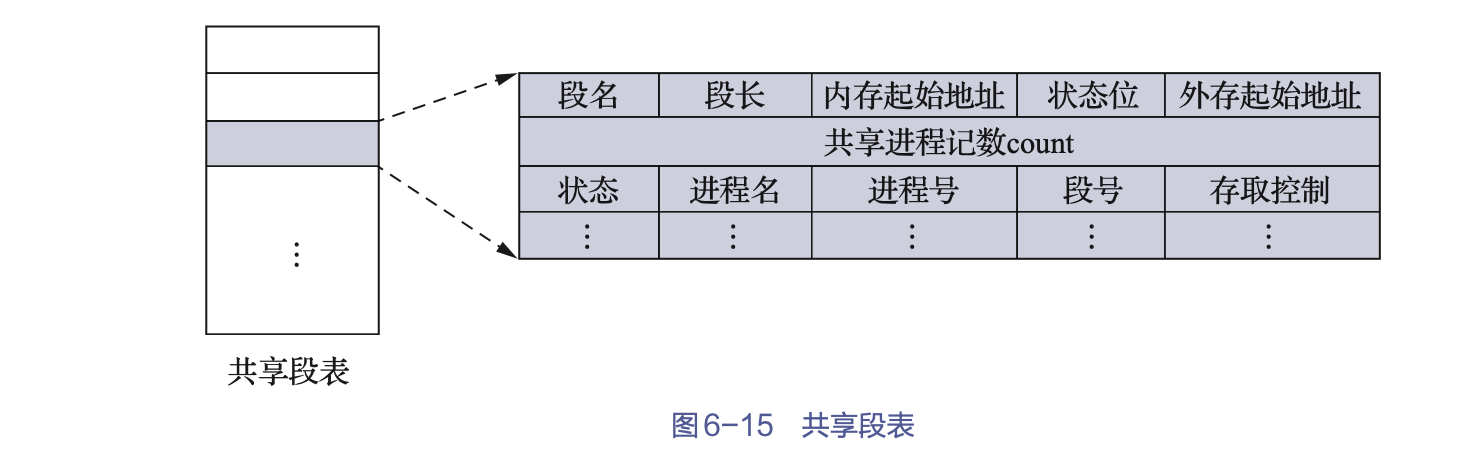 段名 段长 内存起始地址 状态位 外存起始地址
共享进程记数count
状态 进程名 进程号 段号 存取控制
⋮ ⋮ ⋮ ⋮ ⋮
⋮
共享段表
图6-15 共享段表